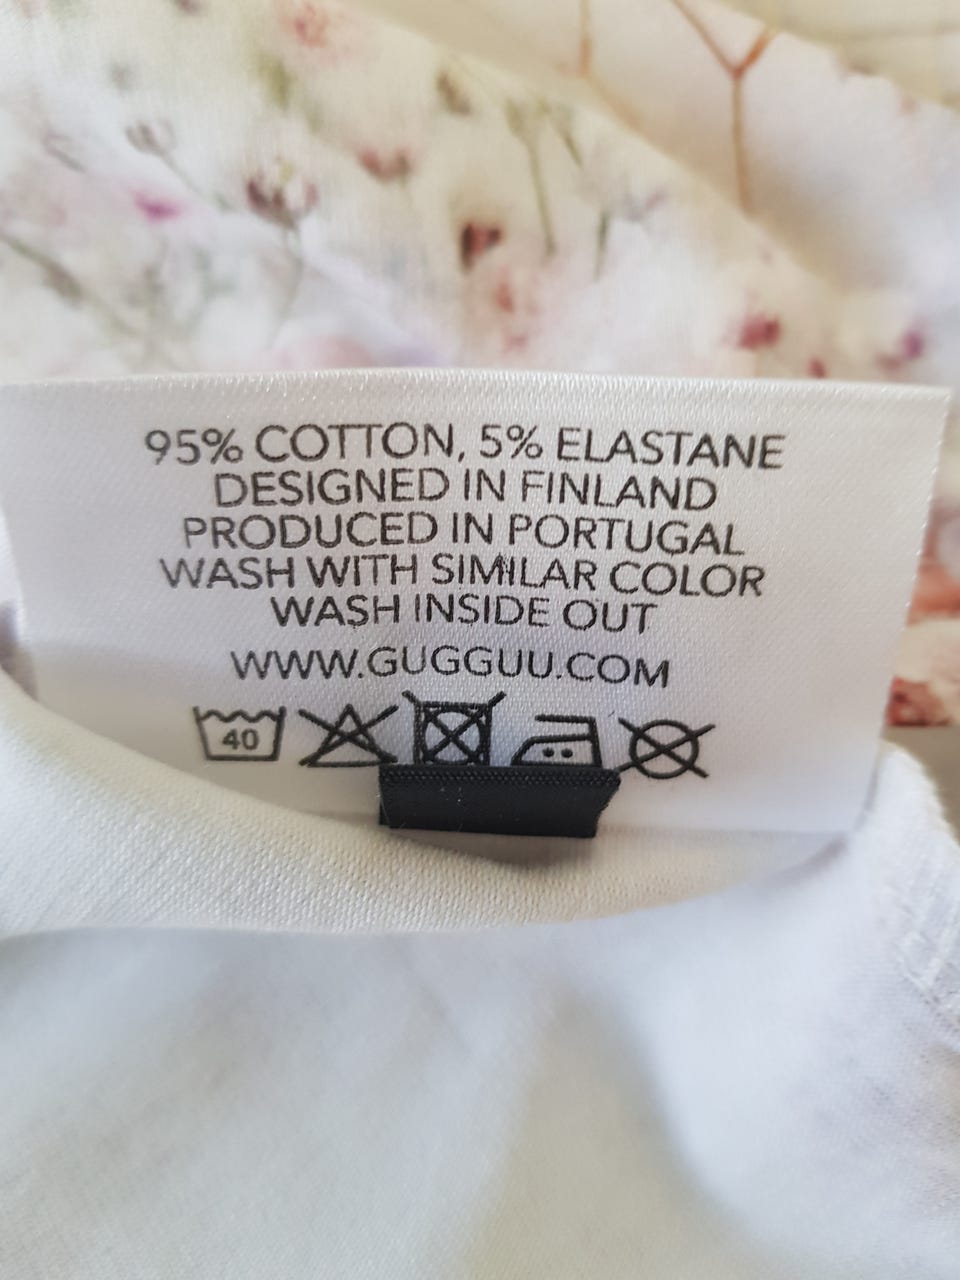 95% COTTON, 5% ELASTANE
DESIGNED IN FINLAND
PRODUCED IN PORTUGAL
WASH WITH SIMILAR COLOR
WASH INSIDE OUT
WWW.GUGGUU.COM
40